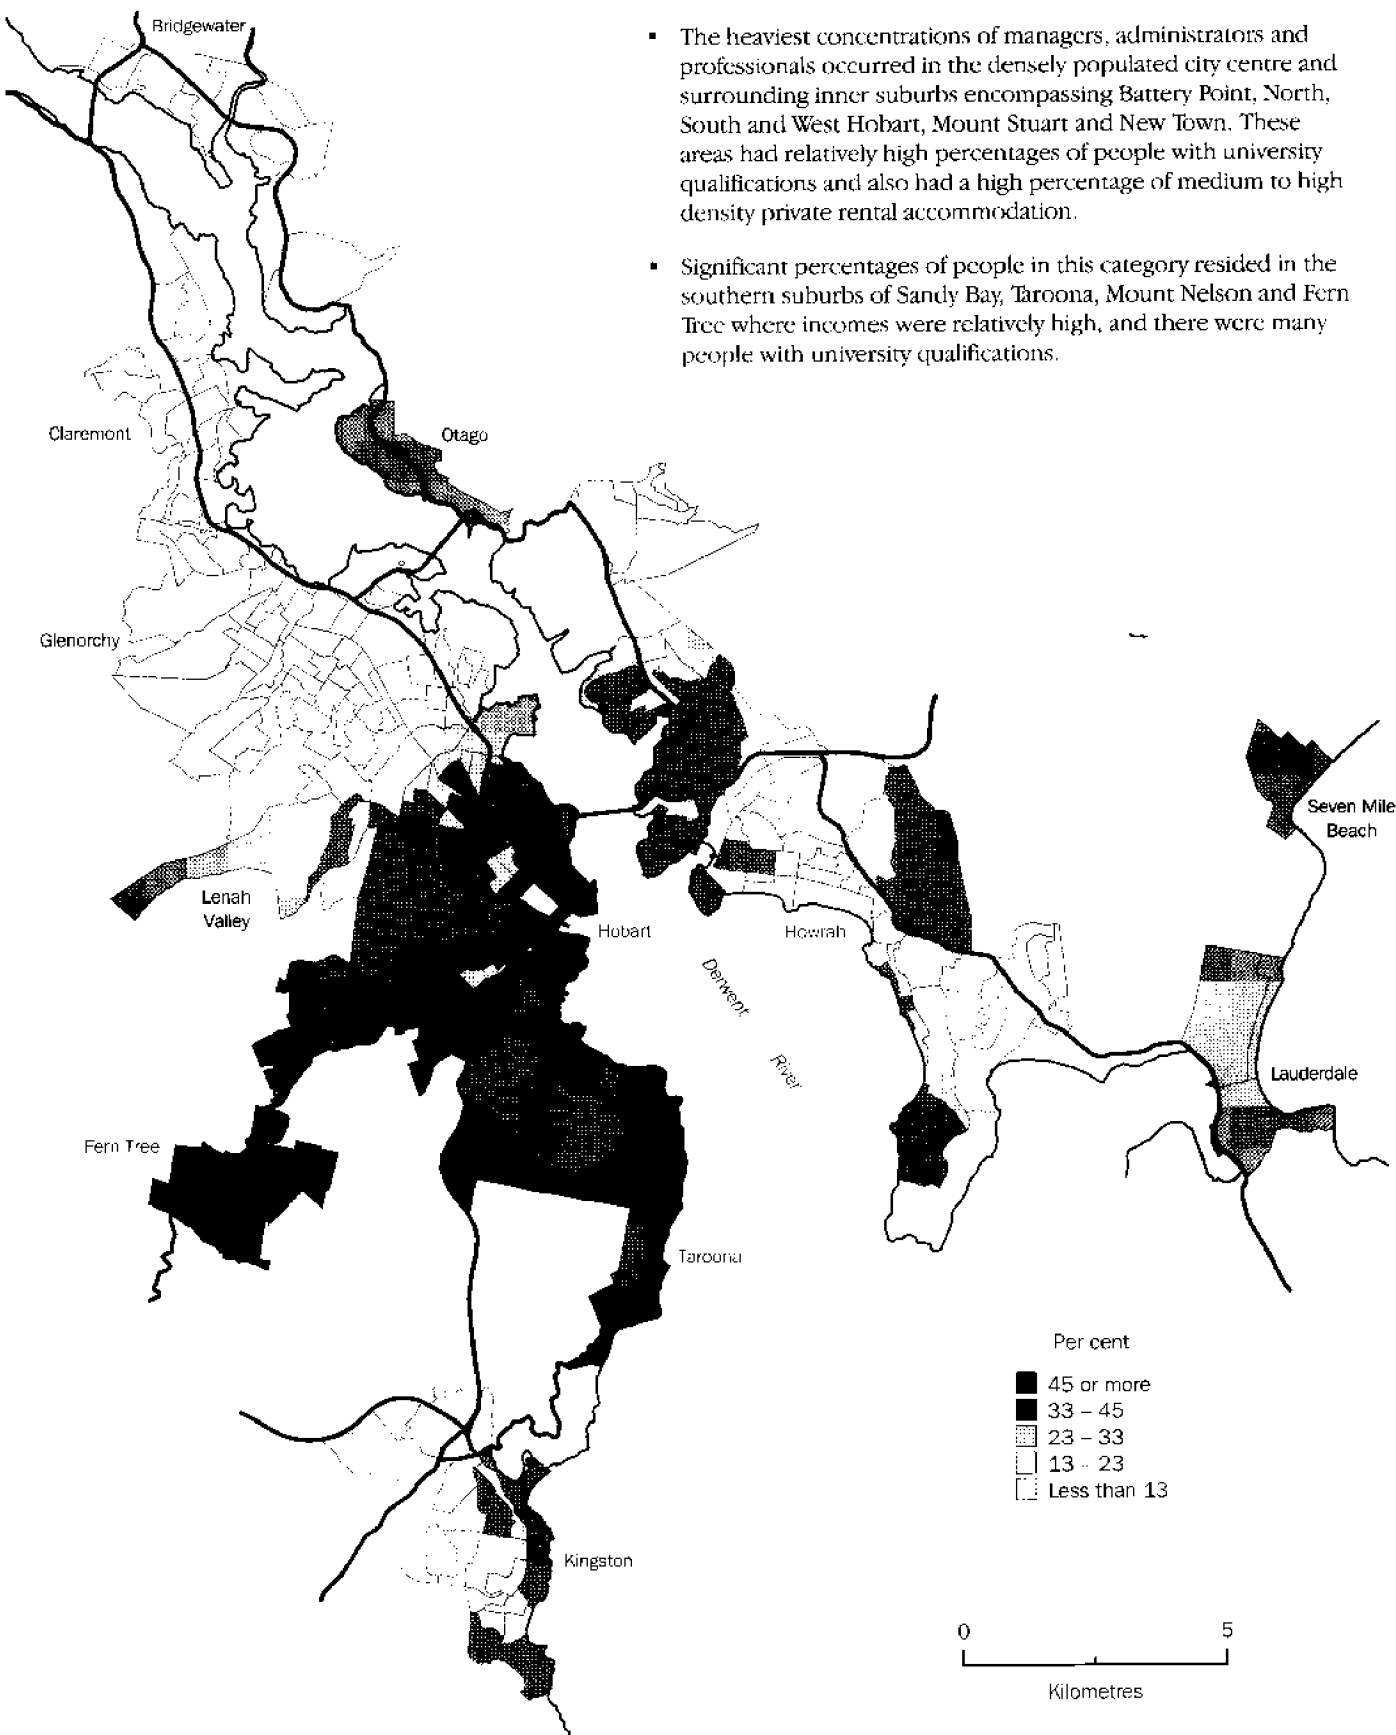 Bridgewater
▪ The heaviest concentrations of managers, administrators and
professionals occurred in the densely populated city centre and
surrounding inner suburbs encompassing Battery Point, North,
South and West Hobart, Mount Stuart and New Town. These
areas had relatively high percentages of people with university
qualifications and also had a high percentage of medium to high
density private rental accommodation.
▪ Significant percentages of people in this category resided in the
southern suburbs of Sandy Bay, Taroona, Mount Nelson and Fern
Tree where incomes were relatively high, and there were many
people with university qualifications.
Claremont
Otago
Glenorchy
Seven Mile
Beach
Lenah
Valley
Hobart
Howrah
Derwent
River
Lauderdale
Fern Tree
Taroona
Per cent
45 or more
33 – 45
23 – 33
13 – 23
Less than 13
Kingston
0 5
Kilometres